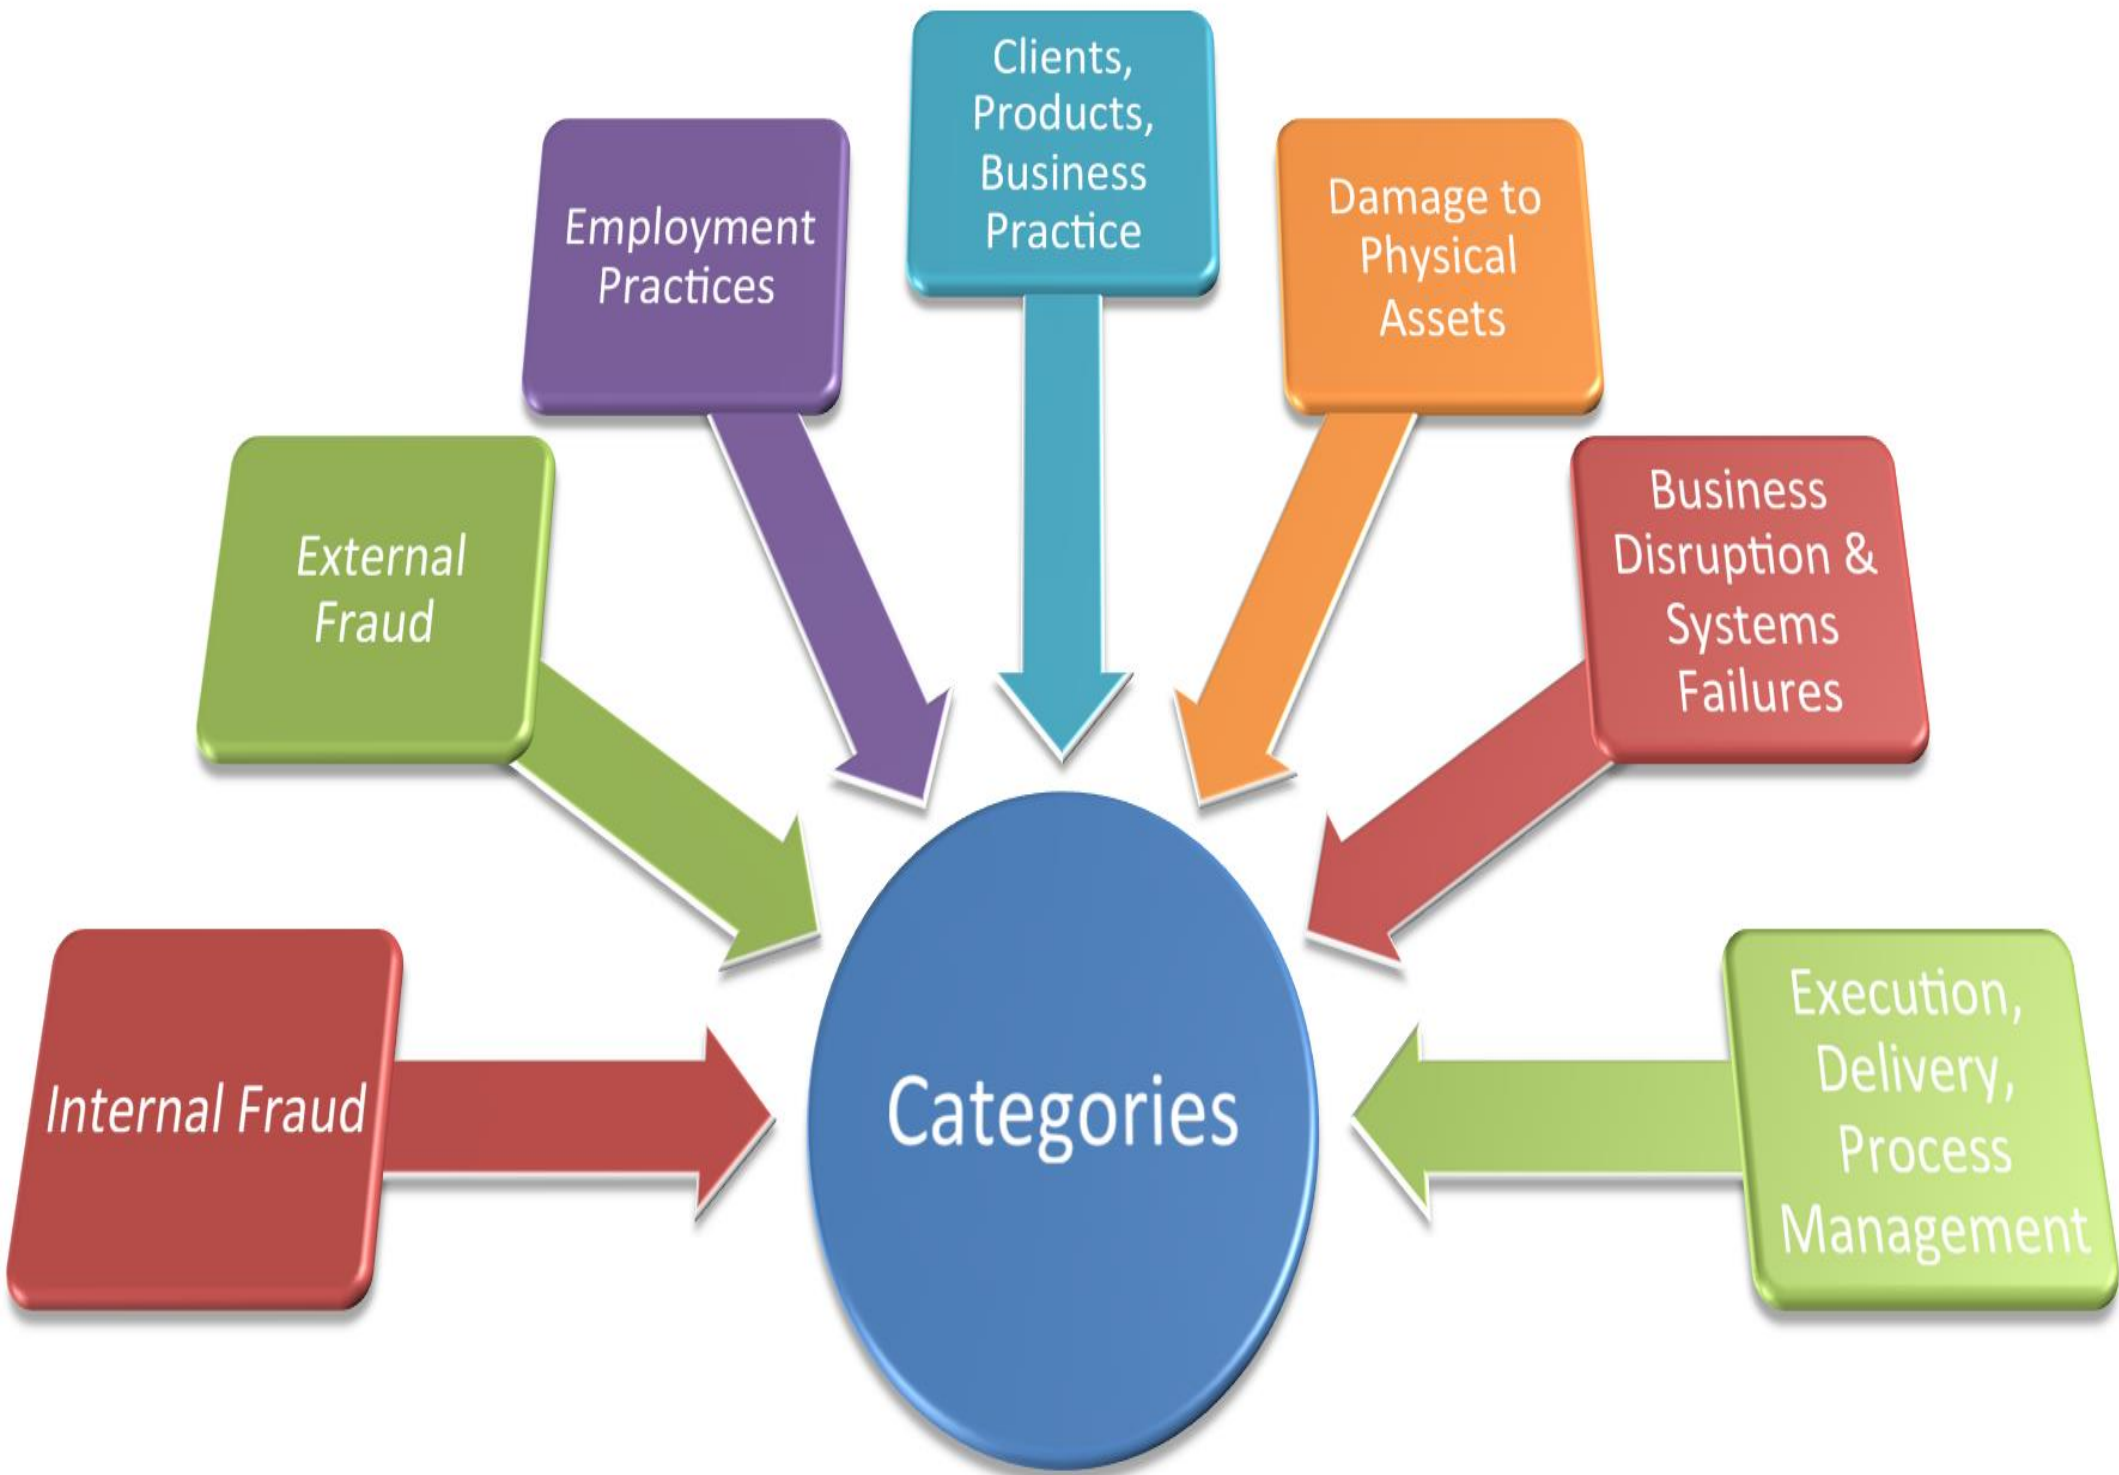 Clients,
Products,
Business
Practice
Employment
Practices
Damage to
Physical
Assets
External
Fraud
Business
Disruption &
Systems
Failures
Internal Fraud
Categories
Execution,
Delivery,
Process
Management